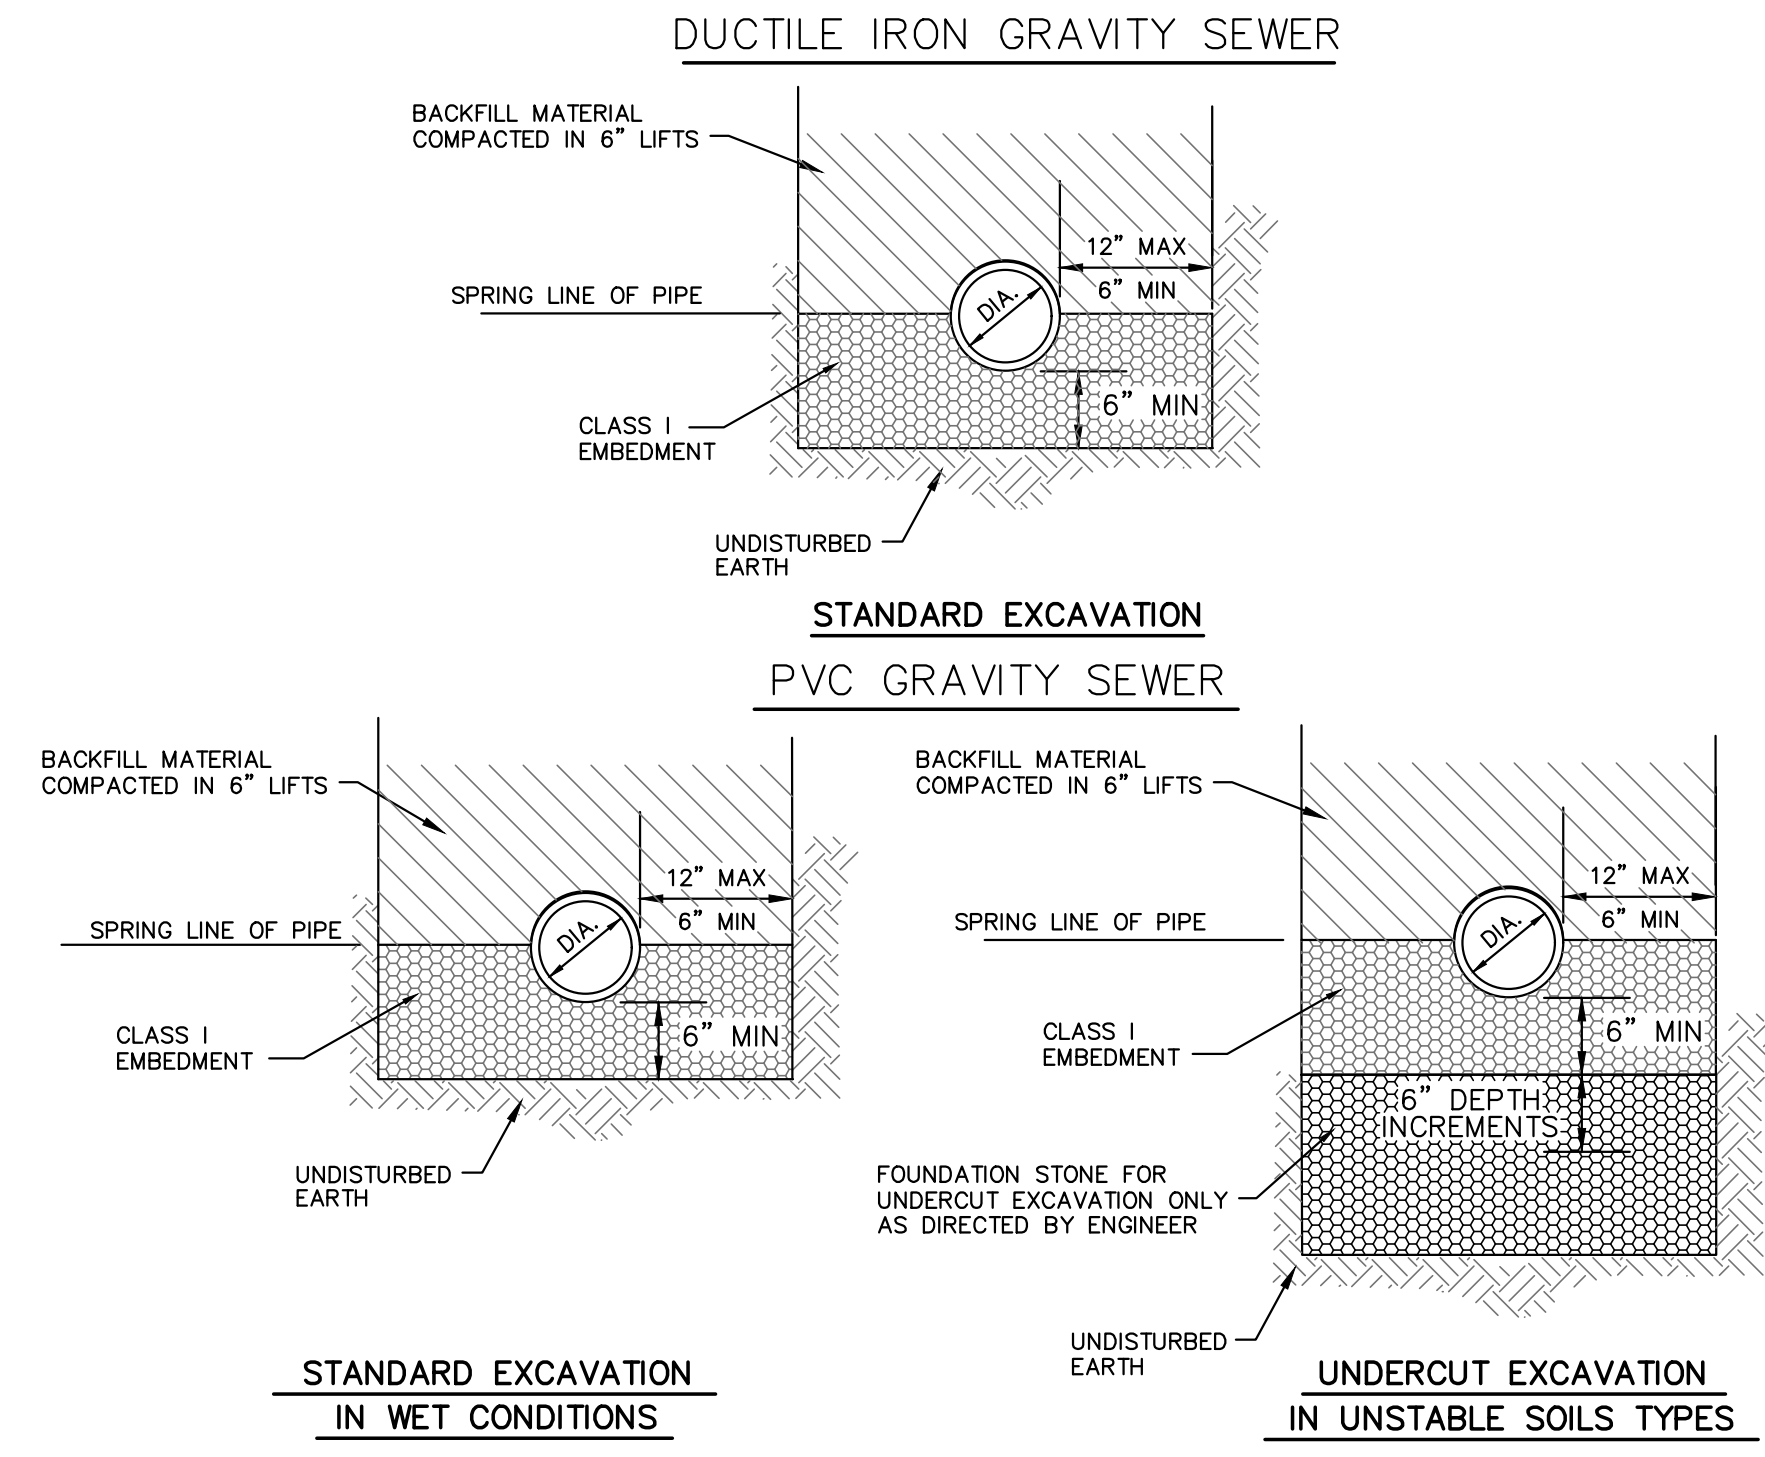 DUCTILE IRON GRAVITY SEWER
BACKFILL MATERIAL
COMPACTED IN 6” LIFTS
12” MAX
6” MIN
SPRING LINE OF PIPE
DIA.
6” MIN
CLASS I
EMBEDMENT
UNDISTURBED
EARTH
STANDARD EXCAVATION
PVC GRAVITY SEWER
BACKFILL MATERIAL
COMPACTED IN 6” LIFTS
12” MAX
6” MIN
SPRING LINE OF PIPE
DIA.
CLASS I
EMBEDMENT
6” MIN
UNDISTURBED
EARTH
STANDARD EXCAVATION
IN WET CONDITIONS
BACKFILL MATERIAL
COMPACTED IN 6” LIFTS
12” MAX
6” MIN
SPRING LINE OF PIPE
DIA.
CLASS I
EMBEDMENT
6” MIN
6” DEPTH
INCREMENTS
FOUNDATION STONE FOR
UNDERCUT EXCAVATION ONLY
AS DIRECTED BY ENGINEER
UNDISTURBED
EARTH
UNDERCUT EXCAVATION
IN UNSTABLE SOILS TYPES